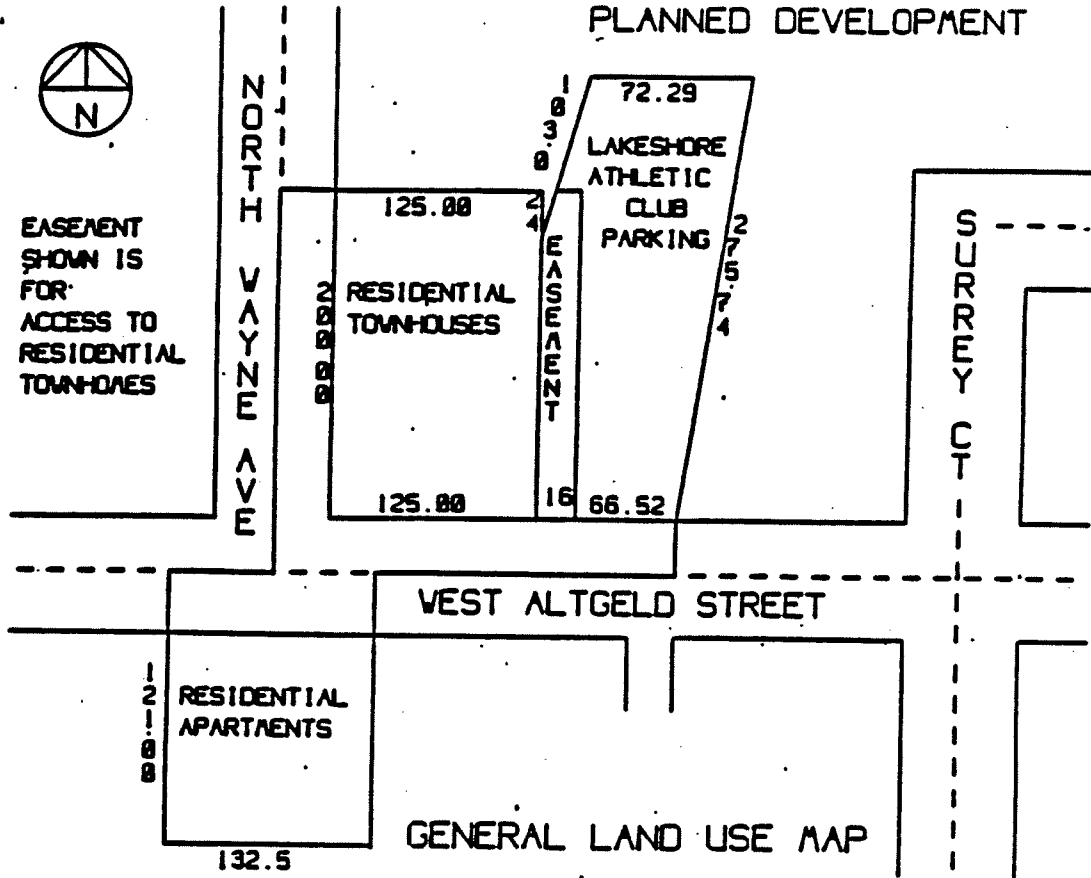 PLANNED DEVELOPMENT
N
NORTH WAYNE AVE
103.0
72.29
LAKESHORE
ATHLETIC
CLUB
PARKING
275.74
125.00
24
EASEMENT
SURREY CT
EASEMENT
SHOWN IS
FOR
ACCESS TO
RESIDENTIAL
TOWNHOMES
200.00
RESIDENTIAL
TOWNHOUSES
125.00
16
66.52
WEST ALTGELD STREET
121.00
RESIDENTIAL
APARTMENTS
132.5
GENERAL LAND USE MAP